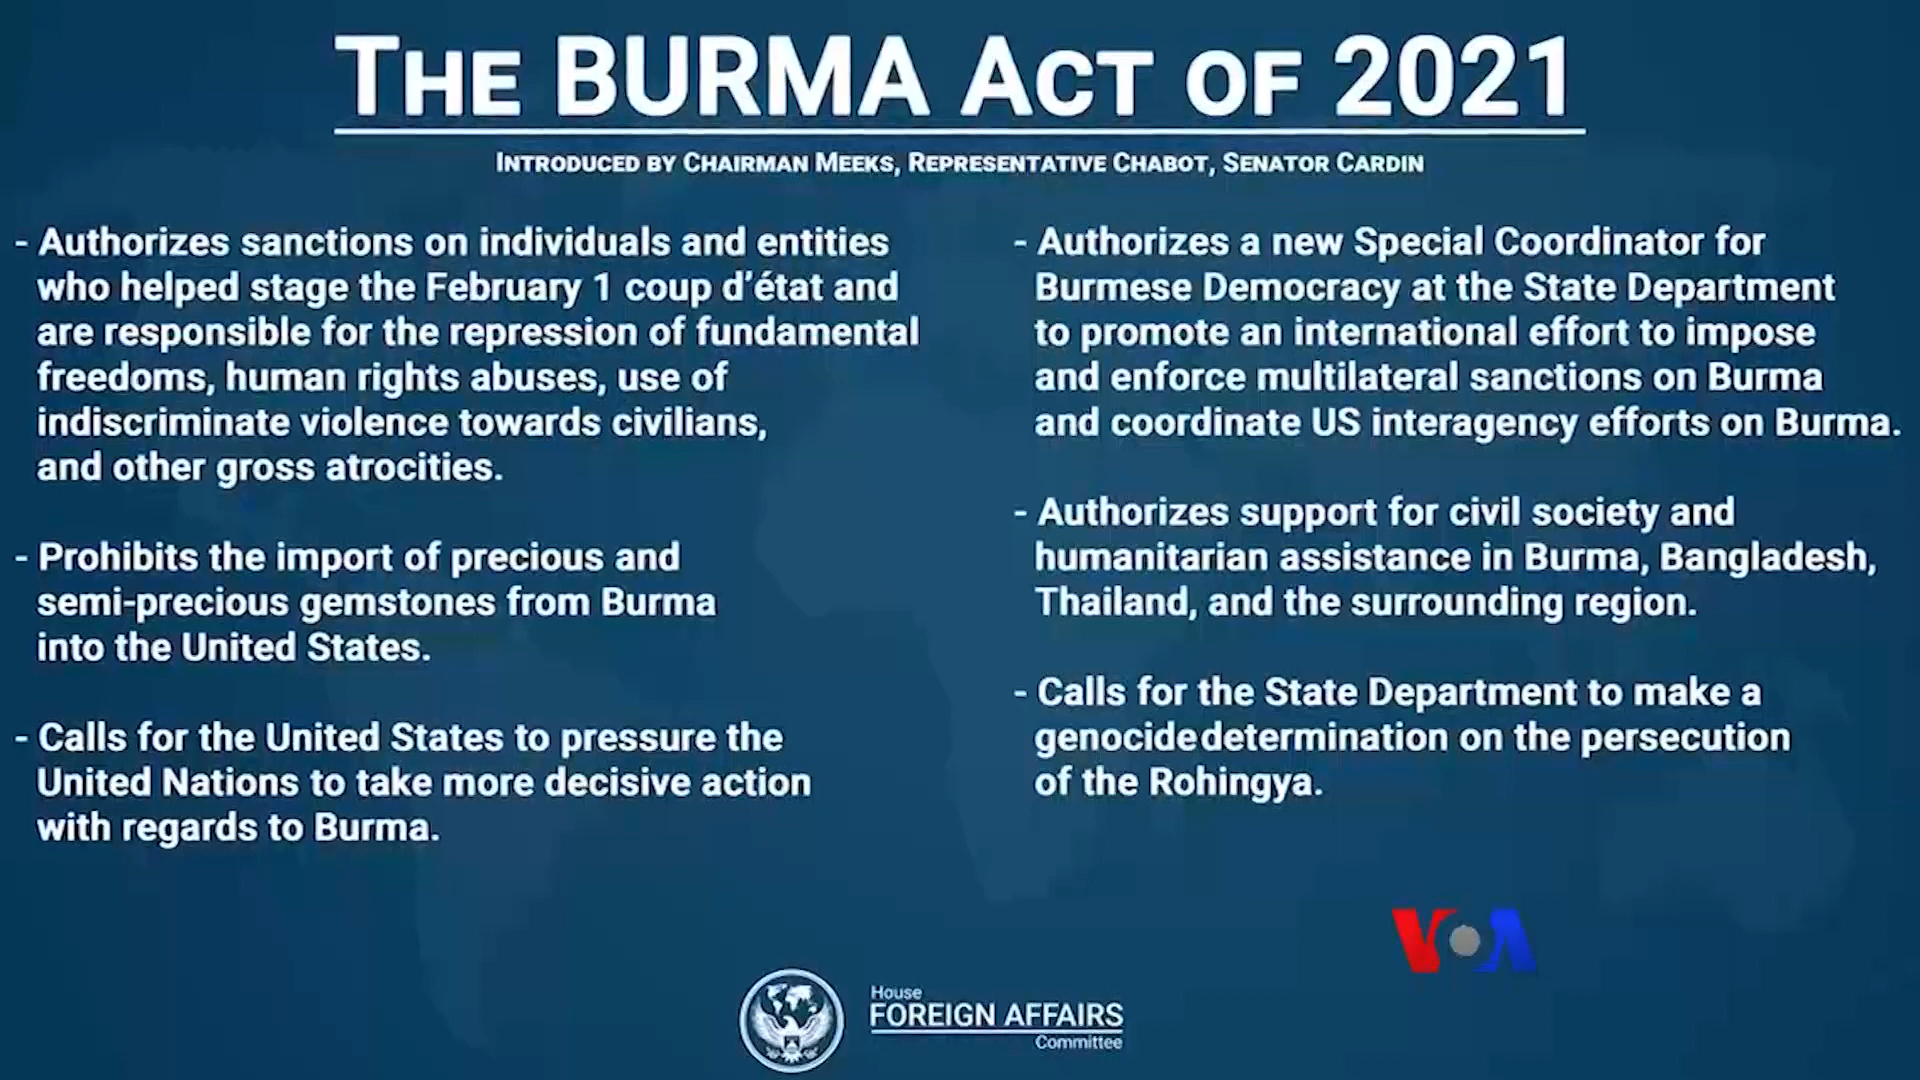 THE BURMA ACT OF 2021
INTRODUCED BY CHAIRMAN MEEKS, REPRESENTATIVE CHABOT, SENATOR CARDIN
- Authorizes sanctions on individuals and entities
who helped stage the February 1 coup d'état and
are responsible for the repression of fundamental
freedoms, human rights abuses, use of
indiscriminate violence towards civilians,
and other gross atrocities.
- Prohibits the import of precious and
semi-precious gemstones from Burma
into the United States.
- Calls for the United States to pressure the
United Nations to take more decisive action
with regards to Burma.
- Authorizes a new Special Coordinator for
Burmese Democracy at the State Department
to promote an international effort to impose
and enforce multilateral sanctions on Burma
and coordinate US interagency efforts on Burma.
- Authorizes support for civil society and
humanitarian assistance in Burma, Bangladesh,
Thailand, and the surrounding region.
- Calls for the State Department to make a
genocide determination on the persecution
of the Rohingya.
VOA
House
FOREIGN AFFAIRS
Committee